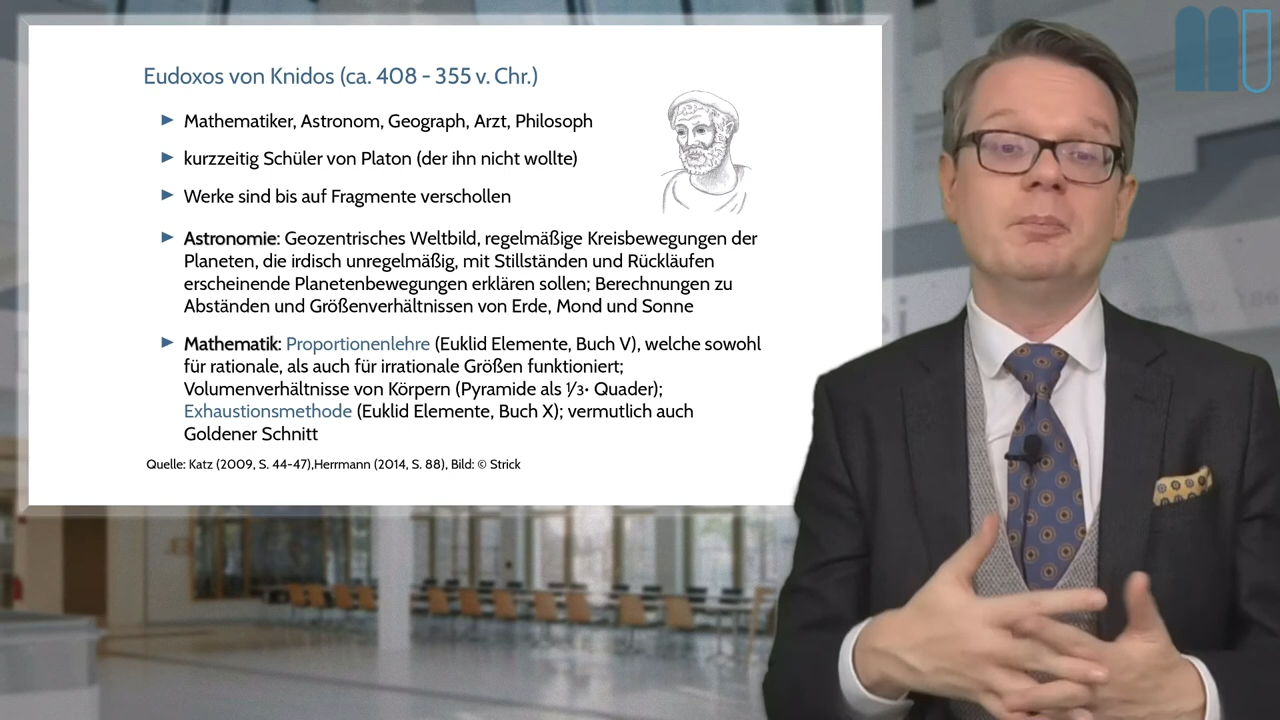 Eudoxos von Knidos (ca. 408 - 355 v. Chr.)
Mathematiker, Astronom, Geograph, Arzt, Philosoph
kurzzeitig Schüler von Platon (der ihn nicht wollte)
Werke sind bis auf Fragmente verschollen
Astronomie: Geozentrisches Weltbild, regelmäßige Kreisbewegungen der
Planeten, die irdisch unregelmäßig, mit Stillständen und Rückläufen
erscheinende Planetenbewegungen erklären sollen; Berechnungen zu
Abständen und Größenverhältnissen von Erde, Mond und Sonne
Mathematik: Proportionenlehre (Euklid Elemente, Buch V), welche sowohl
für rationale, als auch für irrationale Größen funktioniert;
Volumenverhältnisse von Körpern (Pyramide als 1/3· Quader);
Exhaustionsmethode (Euklid Elemente, Buch X); vermutlich auch
Goldener Schnitt
Quelle: Katz (2009, S. 44-47),Herrmann (2014, S. 88), Bild: © Strick